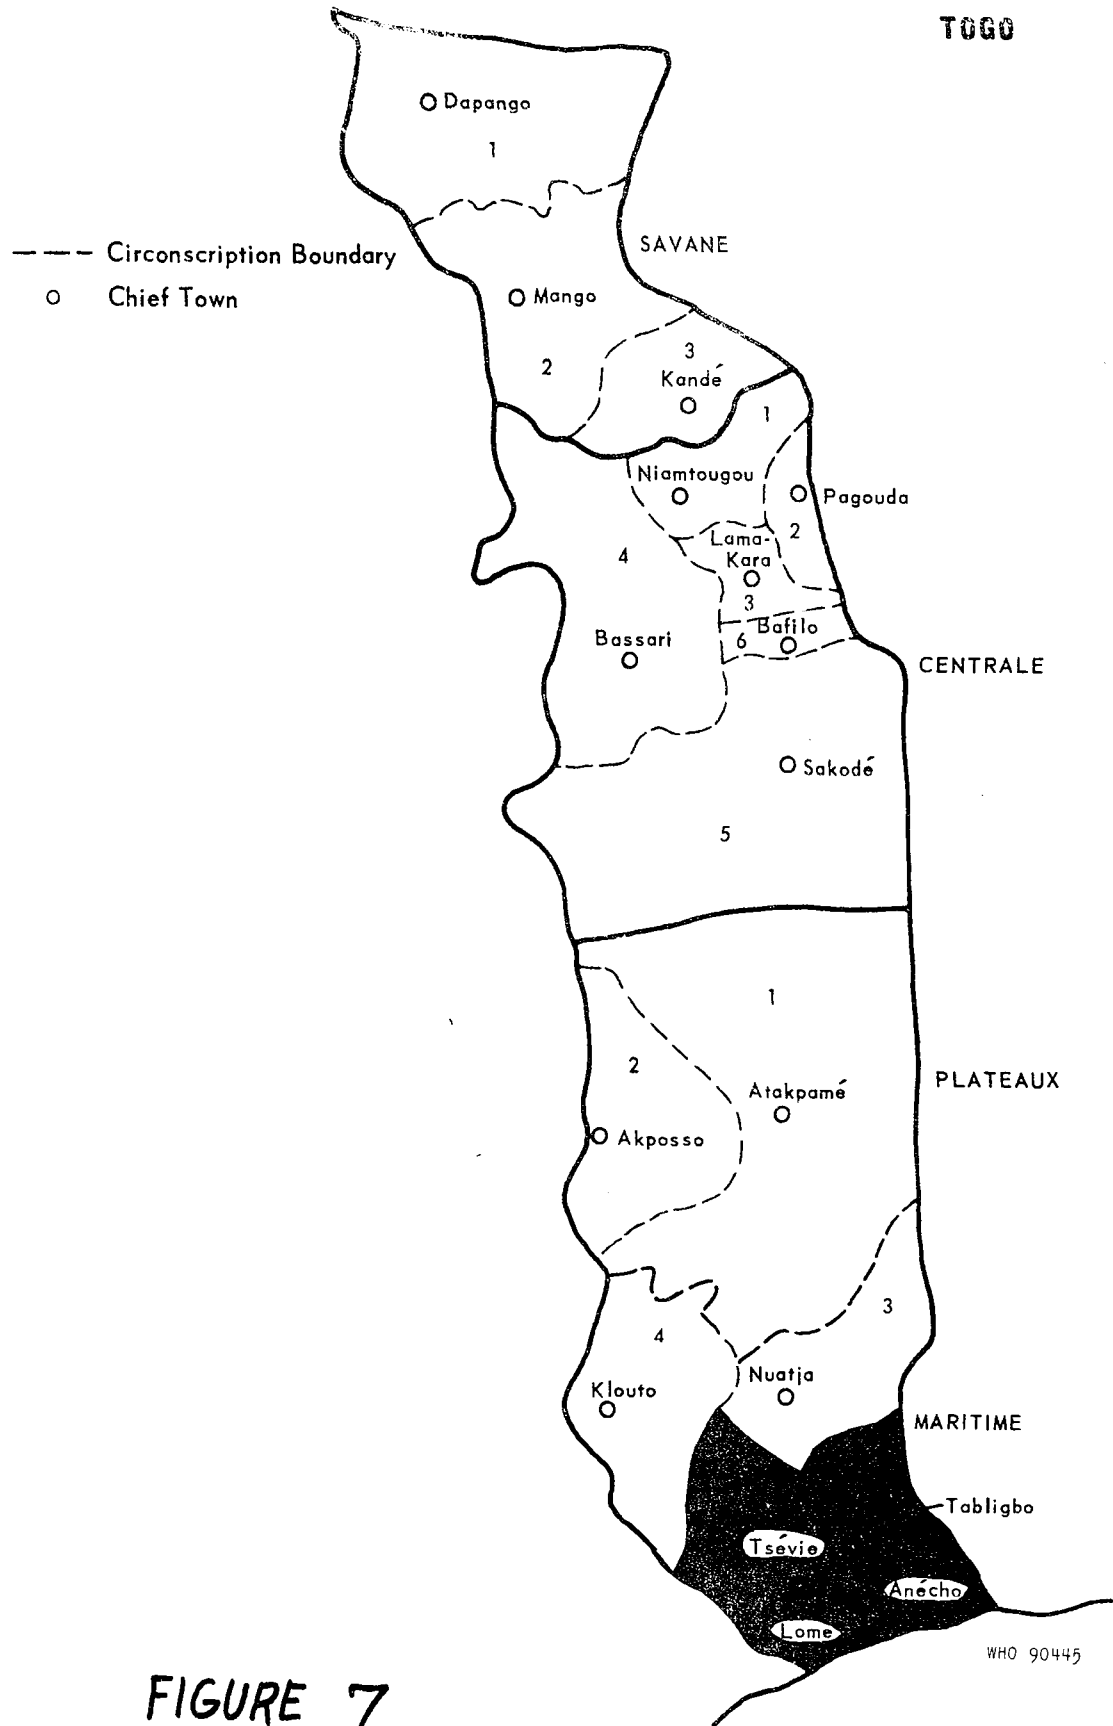 TOGO
Dapango
1
SAVANE
— — — Circonscription Boundary
Chief Town
Mango
2
3
Kandé
1
Niamtougou
Pagouda
2
Lama-
Kara
3
4
Bafilo
6
Bassari
CENTRALE
Sakodé
5
1
2
PLATEAUX
Atakpamé
Akposso
3
4
Nuatja
Klouto
MARITIME
Tabligbo
Tsévie
Anécho
Lome
WHO 90445
FIGURE 7